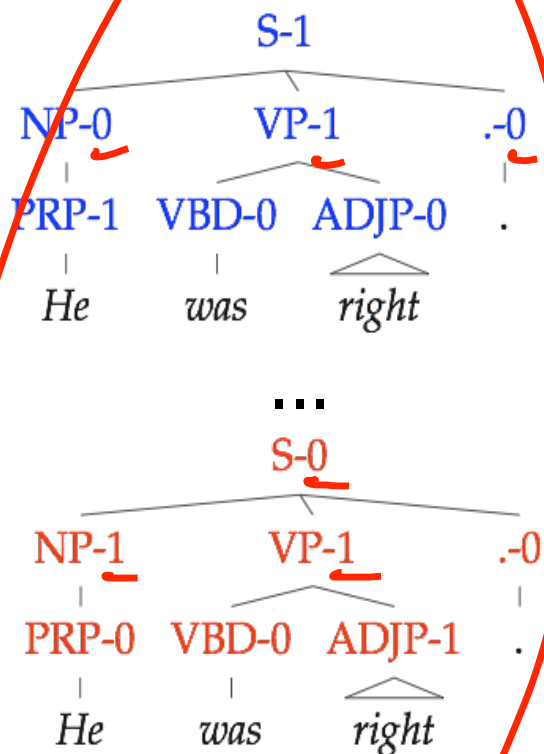 S-1
NP-0 VP-1 .-0
PRP-1 VBD-0 ADJP-0 .
He was right
...
S-0
NP-1 VP-1 .-0
PRP-0 VBD-0 ADJP-1 .
He was right